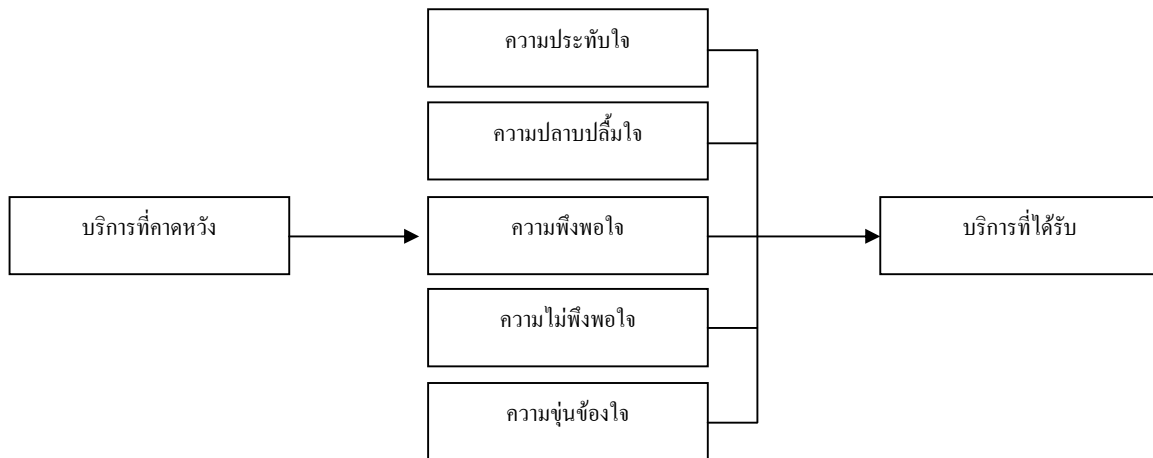 ความประทับใจ
ความปลาบปลื้มใจ
บริการที่คาดหวัง
ความพึงพอใจ
บริการที่ได้รับ
ความไม่พึงพอใจ
ความขุ่นข้องใจ